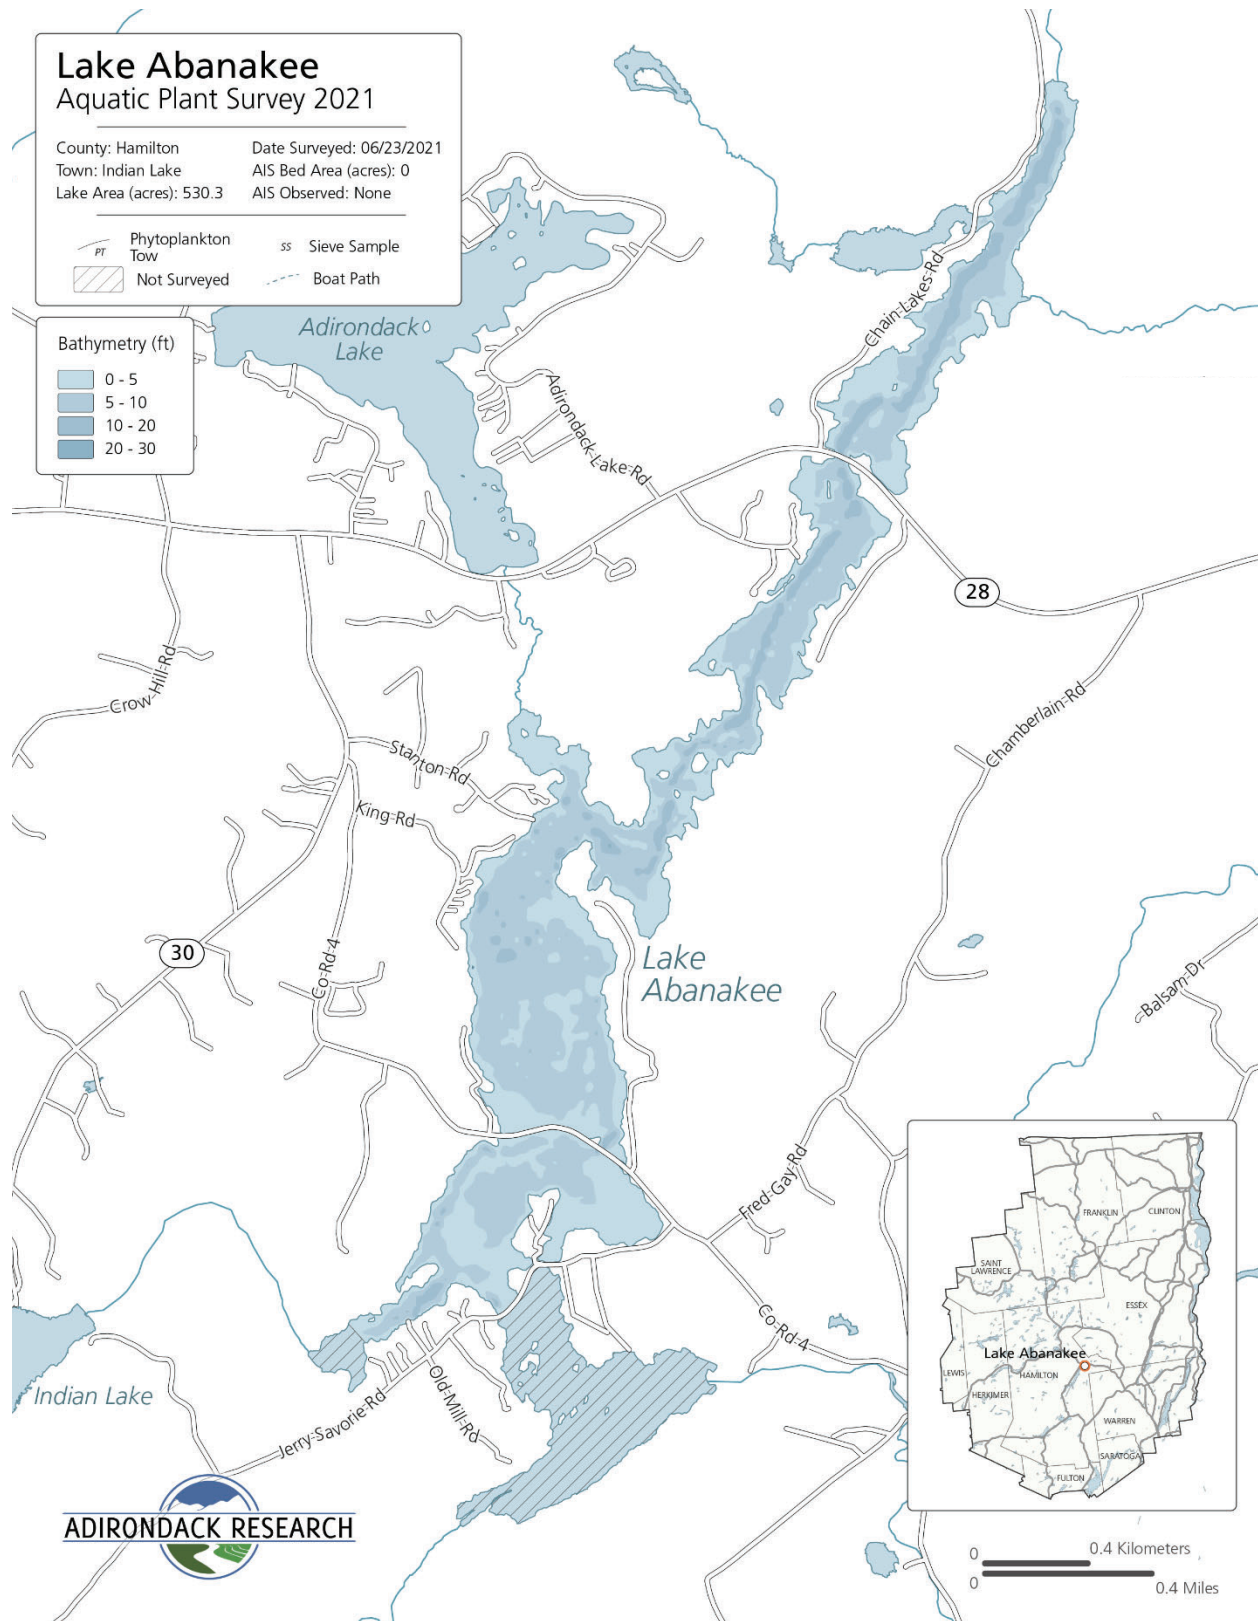 Lake Abanakee
Aquatic Plant Survey 2021
County: Hamilton
Date Surveyed: 06/23/2021
Town: Indian Lake
AIS Bed Area (acres): 0
Lake Area (acres): 530.3
AIS Observed: None
PT
Phytoplankton
Tow
SS
Sieve Sample
Not Surveyed
Boat Path
Bathymetry (ft)
0 - 5
5 - 10
10 - 20
20 - 30
Adirondack
Lake
Chain-Lakes-Rd
Adirondack-Lake-Rd
28
Crow-Hill-Rd
Chamberlain-Rd
Stanton-Rd
King-Rd
30
Co-Rd-4
Lake
Abanakee
Balsam-Dr
Fred-Gay-Rd
Co-Rd-4
Indian Lake
Old-Mill-Rd
Jerry-Savorie-Rd
FRANKLIN
CLINTON
SAINT
LAWRENCE
ESSEX
Lake Abanakee
LEWIS
HAMILTON
HERKIMER
WARREN
SARATOGA
FULTON
ADIRONDACK RESEARCH
0
0.4 Kilometers
0
0.4 Miles